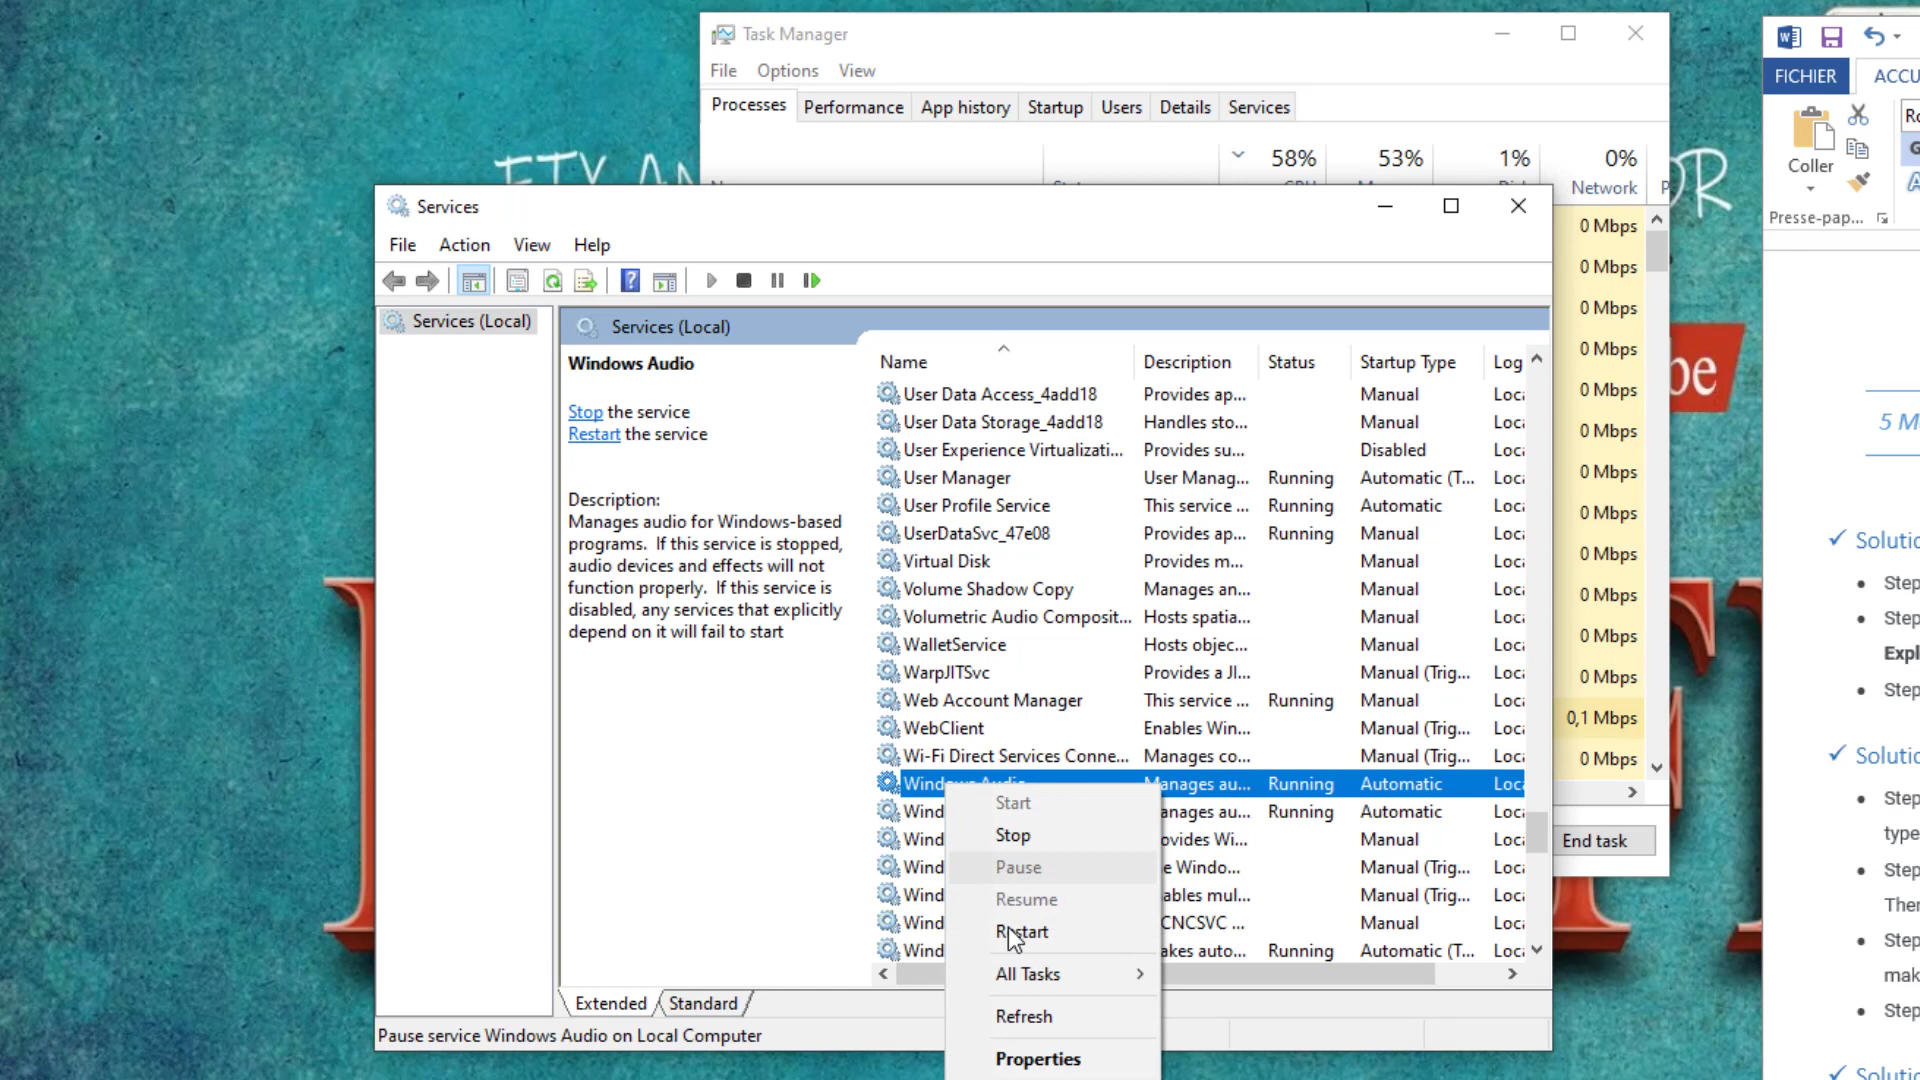 Task Manager
File Options View
Processes Performance App history Startup Users Details Services
58% 53% 1% 0%
Network
0 Mbps
0 Mbps
0 Mbps
0 Mbps
0 Mbps
0 Mbps
0 Mbps
0 Mbps
0 Mbps
0 Mbps
0 Mbps
0 Mbps
0,1 Mbps
0 Mbps
End task
Services
File Action View Help
Services (Local)
Services (Local)
Windows Audio
Stop the service
Restart the service
Description:
Manages audio for Windows-based
programs. If this service is stopped,
audio devices and effects will not
function properly. If this service is
disabled, any services that explicitly
depend on it will fail to start
Name Description Status Startup Type Log
User Data Access_4add18 Provides ap... Manual Loca
User Data Storage_4add18 Handles sto... Manual Loca
User Experience Virtualizati... Provides su... Disabled Loca
User Manager User Manag... Running Automatic (T... Loca
User Profile Service This service ... Running Automatic Loca
UserDataSvc_47e08 Provides ap... Running Manual Loca
Virtual Disk Provides m... Manual Loca
Volume Shadow Copy Manages an... Manual Loca
Volumetric Audio Composit... Hosts spatia... Manual Loca
WalletService Hosts objec... Manual Loca
WarpJITSvc Provides a JI... Manual (Trig... Loca
Web Account Manager This service ... Running Manual Loca
WebClient Enables Win... Manual (Trig... Loca
Wi-Fi Direct Services Conne... Manages co... Manual (Trig... Loca
Windows Audio Manages au... Running Automatic Loca
Wind anages au... Running Automatic Loca
Wind ovides Wi... Manual Loca
Wind e Windo... Manual (Trig... Loca
Wind ables mul... Manual (Trig... Loca
Wind CNCSVC ... Manual Loca
Wind akes auto... Running Automatic (T... Loca
Start
Stop
Pause
Resume
Restart
All Tasks
Refresh
Properties
Extended Standard
Pause service Windows Audio on Local Computer
FICHIER ACCU
Coller
Presse-pap...
5 M
Solutio
Step
Step
Expl
Step
Solutio
Step
type
Step
Ther
Step
mak
Step
Solutio
be